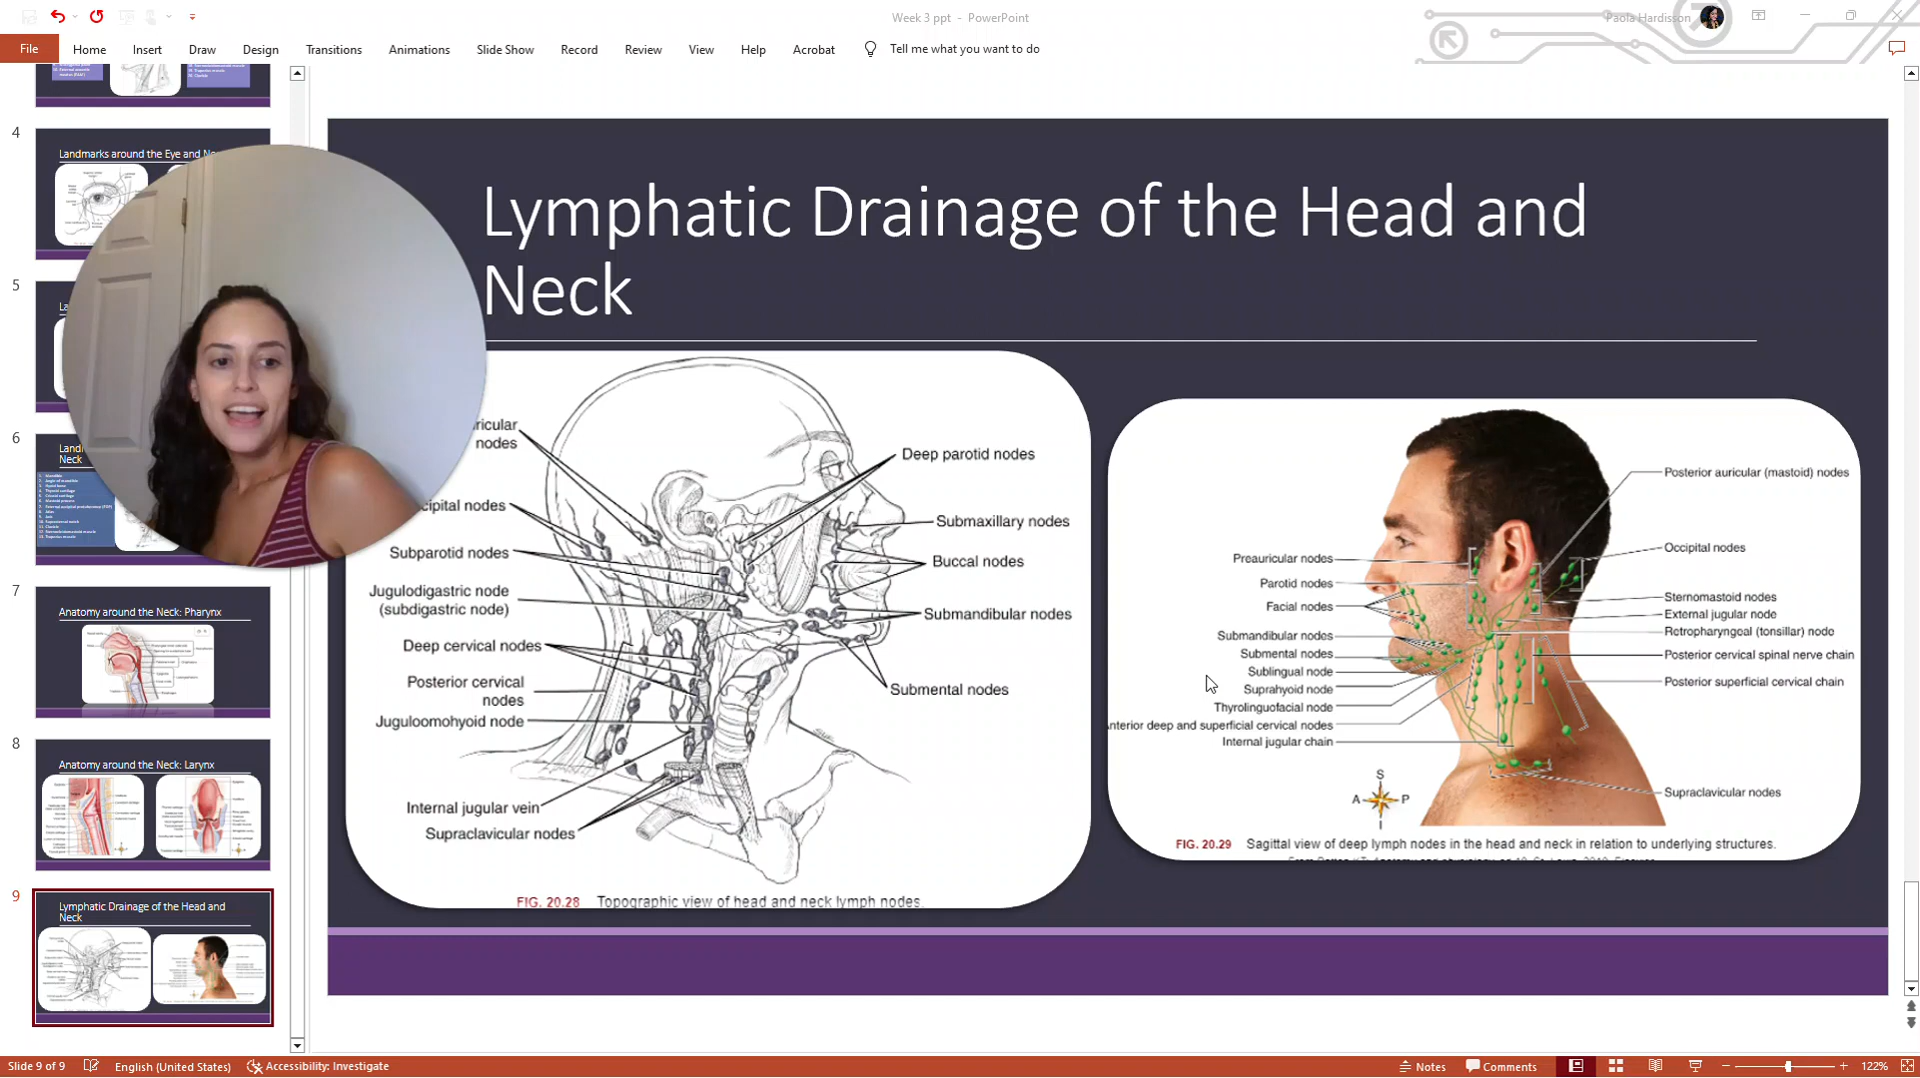 Week 3 ppt - PowerPoint
Paola Hardisson
File
Home
Insert
Draw
Design
Transitions
Animations
Slide Show
Record
Review
View
Help
Acrobat
Tell me what you want to do
4
Landmarks around the Eye and
5
6
Neck
7
Anatomy around the Neck: Pharynx
8
Anatomy around the Neck: Larynx
9
Lymphatic Drainage of the Head and
Neck
Lymphatic Drainage of the Head and
Neck
nodes
nodes
Subparotid nodes
Jugulodigastric node
(subdigastric node)
Deep cervical nodes
Posterior cervical
nodes
Juguloomohyoid node
Internal jugular vein
Supraclavicular nodes
Deep parotid nodes
Submaxillary nodes
Buccal nodes
Submandibular nodes
Submental nodes
FIG. 20.28 Topographic view of head and neck lymph nodes.
Preauricular nodes
Parotid nodes
Facial nodes
Submandibular nodes
Submental nodes
Sublingual node
Suprahyoid node
Thyrolinguofacial node
nterior deep and superficial cervical nodes
Internal jugular chain
Posterior auricular (mastoid) nodes
Occipital nodes
Sternomastoid nodes
External jugular node
Retropharyngeal (tonsillar) node
Posterior cervical spinal nerve chain
Posterior superficial cervical chain
Supraclavicular nodes
S
A P
I
FIG. 20.29 Sagittal view of deep lymph nodes in the head and neck in relation to underlying structures.
Slide 9 of 9
English (United States)
Accessibility: Investigate
Notes
Comments
122%